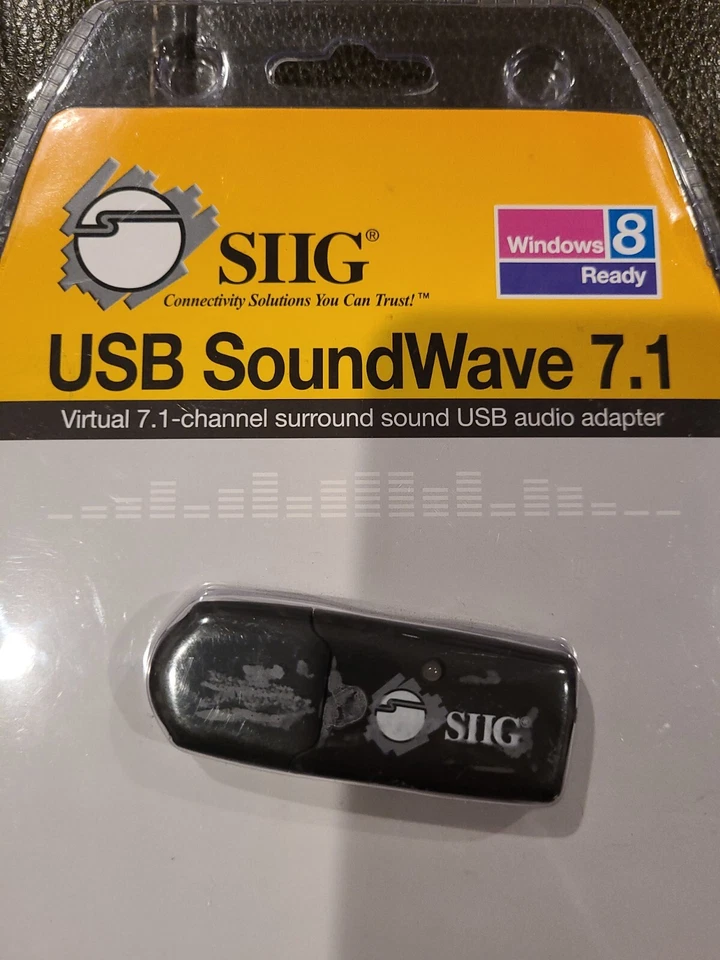 SIIG®
Connectivity Solutions You Can Trust!™
Windows 8
Ready
USB SoundWave 7.1
Virtual 7.1-channel surround sound USB audio adapter
SIIG®